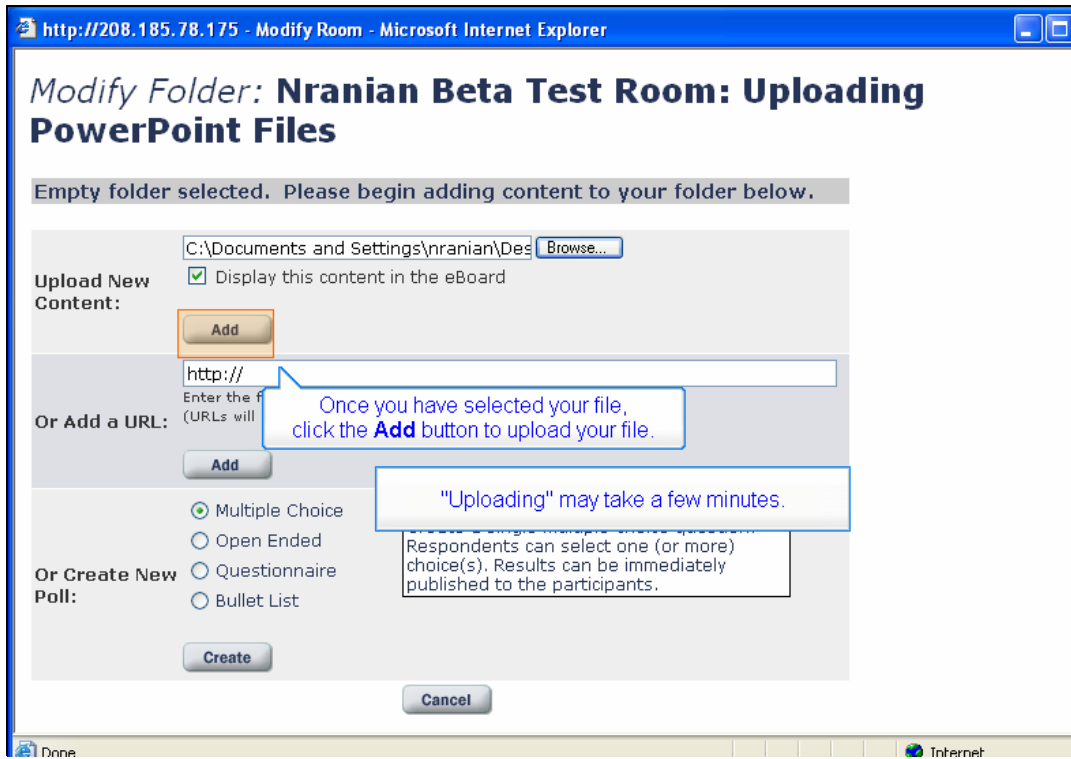 http://208.185.78.175 - Modify Room - Microsoft Internet Explorer
Modify Folder: Nranian Beta Test Room: Uploading
PowerPoint Files
Empty folder selected. Please begin adding content to your folder below.
C:\Documents and Settings\nranian\Des Browse...
Display this content in the eBoard
Upload New
Content:
Add
http://
Enter the f
(URLs will
Or Add a URL:
Once you have selected your file,
click the Add button to upload your file.
Add
"Uploading" may take a few minutes.
Multiple Choice
Open Ended
Questionnaire
Bullet List
Or Create New
Poll:
Respondents can select one (or more)
choice(s). Results can be immediately
published to the participants.
Create
Cancel
Done
Internet